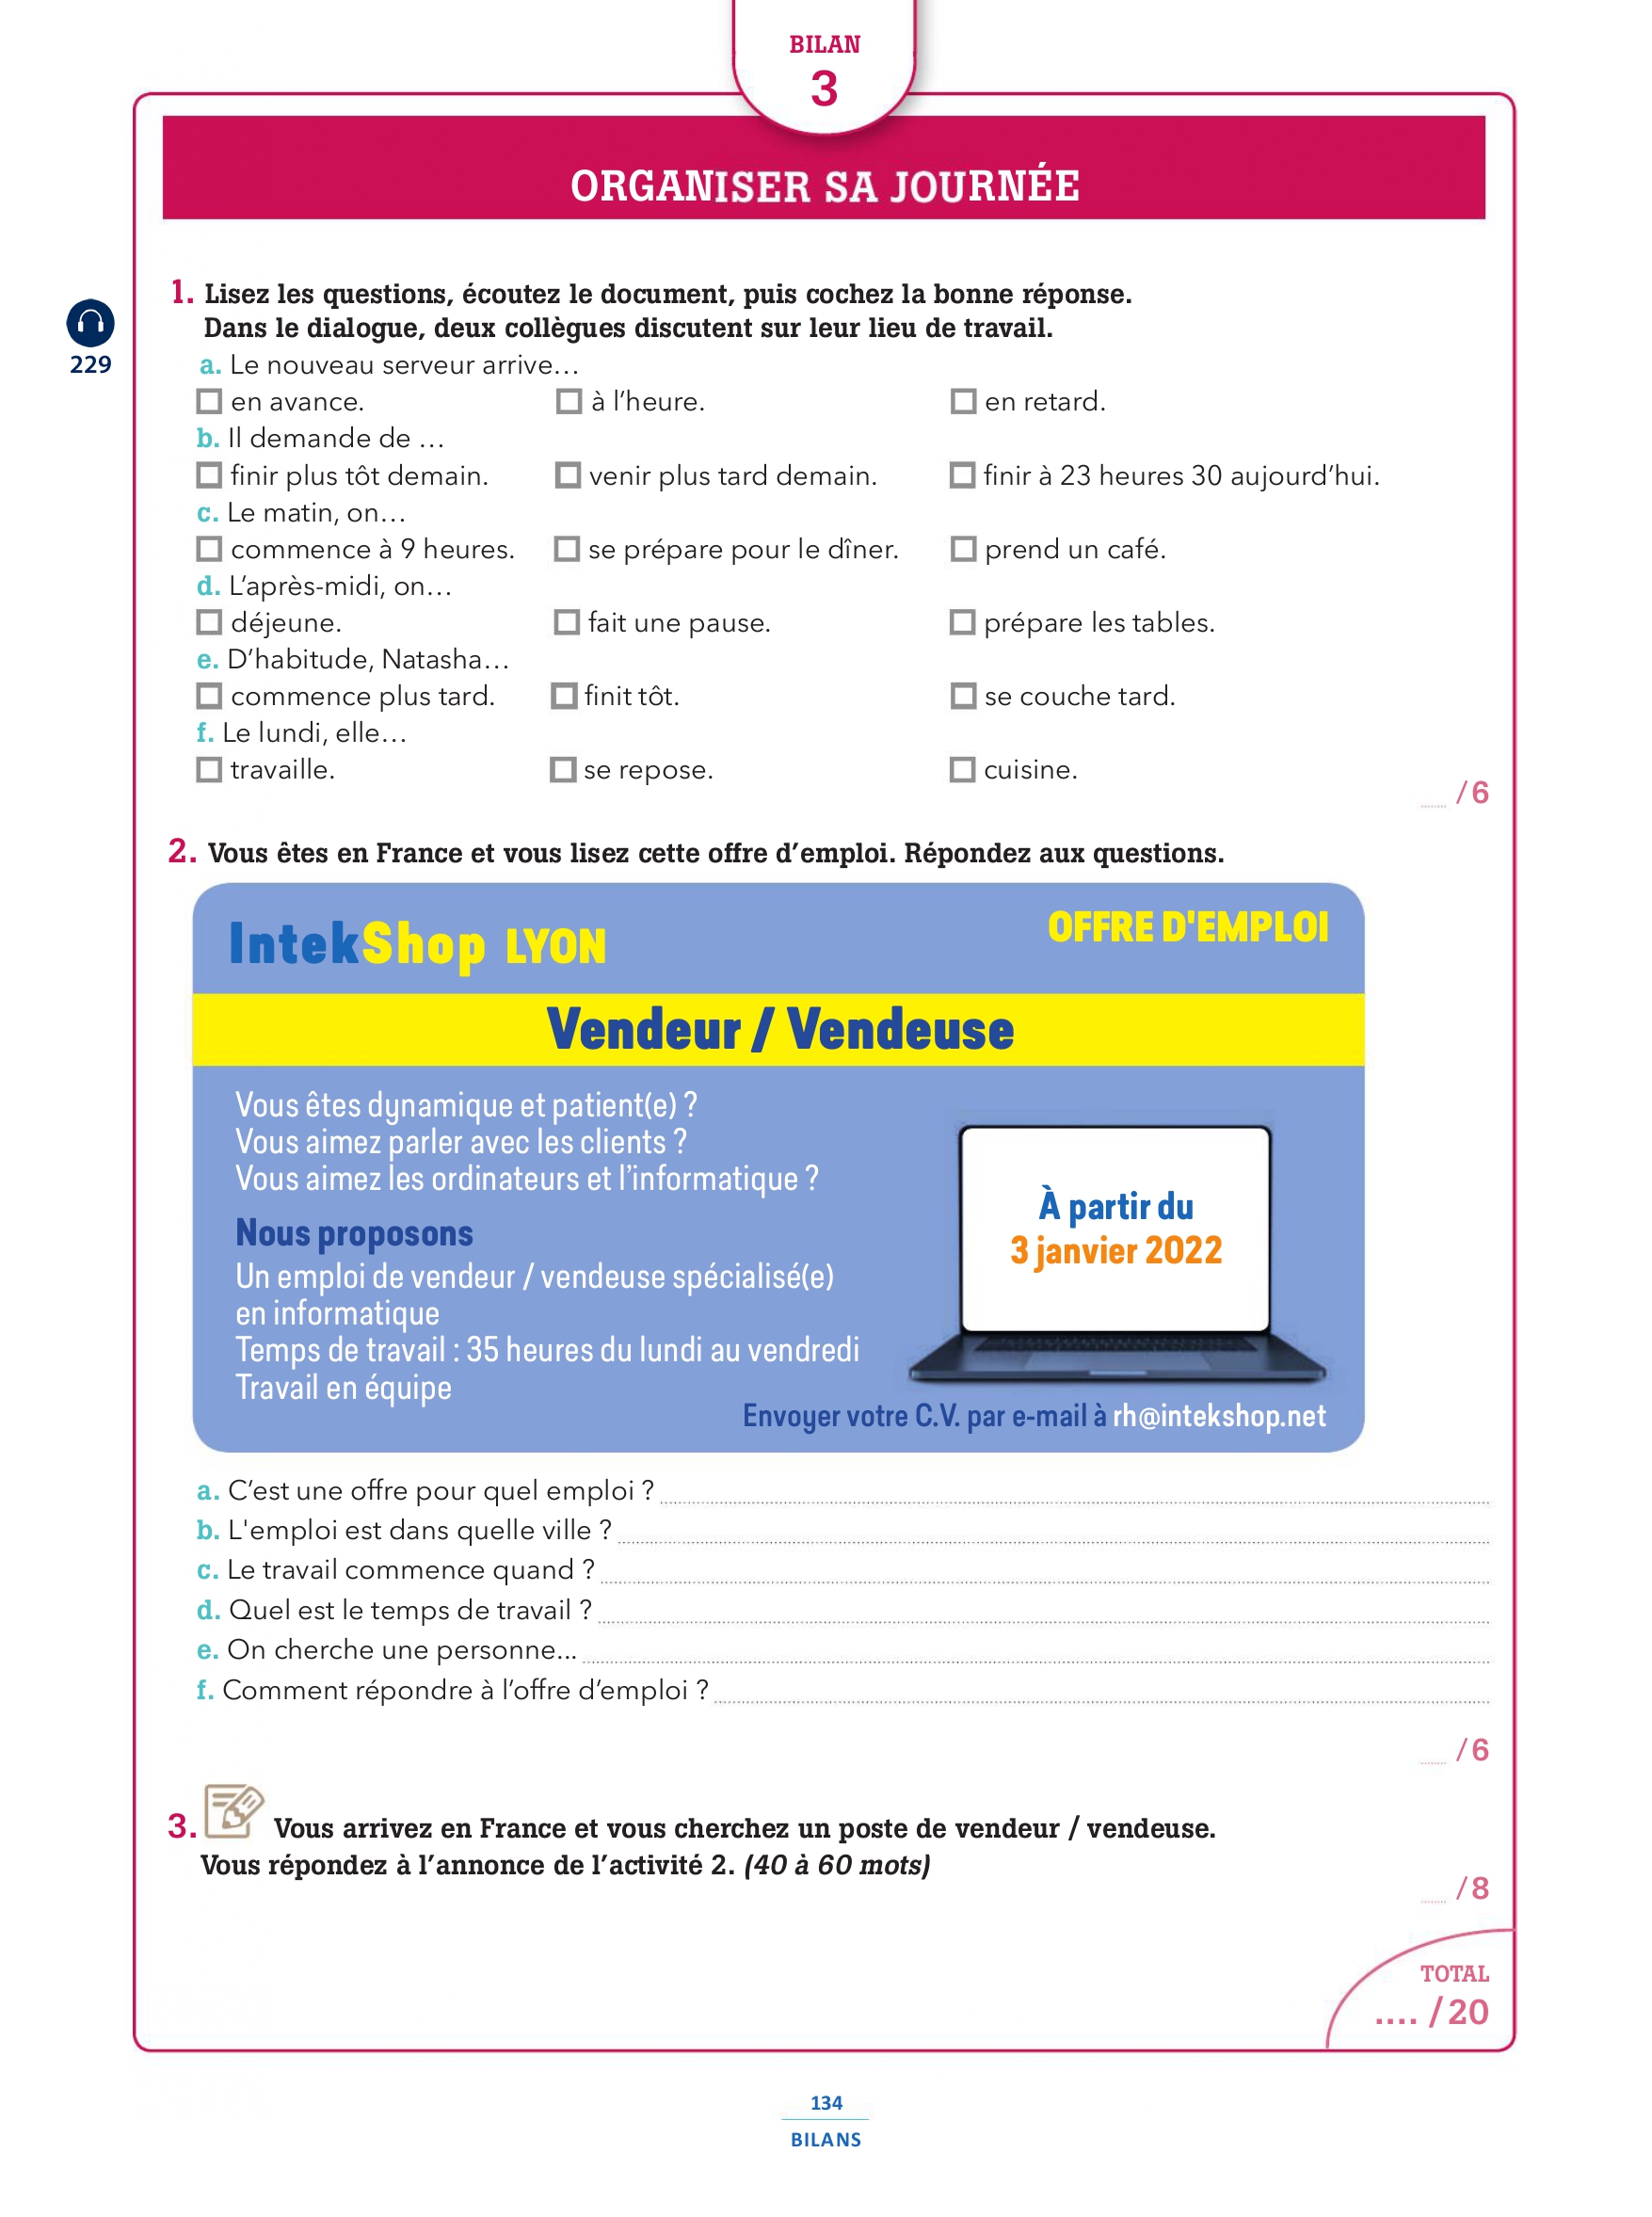 BILAN
3
ORGANISER SA JOURNÉE
1. Lisez les questions, écoutez le document, puis cochez la bonne réponse.
Dans le dialogue, deux collègues discutent sur leur lieu de travail.
229
a. Le nouveau serveur arrive…
en avance. à l’heure. en retard.
b. Il demande de …
finir plus tôt demain. venir plus tard demain. finir à 23 heures 30 aujourd’hui.
c. Le matin, on…
commence à 9 heures. se prépare pour le dîner. prend un café.
d. L’après-midi, on…
déjeune. fait une pause. prépare les tables.
e. D’habitude, Natasha…
commence plus tard. finit tôt. se couche tard.
f. Le lundi, elle…
travaille. se repose. cuisine.
..... /6
2. Vous êtes en France et vous lisez cette offre d’emploi. Répondez aux questions.
IntekShop LYON
OFFRE D'EMPLOI
Vendeur / Vendeuse
Vous êtes dynamique et patient(e) ?
Vous aimez parler avec les clients ?
Vous aimez les ordinateurs et l’informatique ?
Nous proposons
Un emploi de vendeur / vendeuse spécialisé(e)
en informatique
Temps de travail : 35 heures du lundi au vendredi
Travail en équipe
À partir du
3 janvier 2022
Envoyer votre C.V. par e-mail à rh@intekshop.net
a. C’est une offre pour quel emploi ?
b. L'emploi est dans quelle ville ?
c. Le travail commence quand ?
d. Quel est le temps de travail ?
e. On cherche une personne...
f. Comment répondre à l’offre d’emploi ?
..... /6
3. Vous arrivez en France et vous cherchez un poste de vendeur / vendeuse.
Vous répondez à l’annonce de l’activité 2. (40 à 60 mots)
..... /8
TOTAL
.... /20
134
BILANS